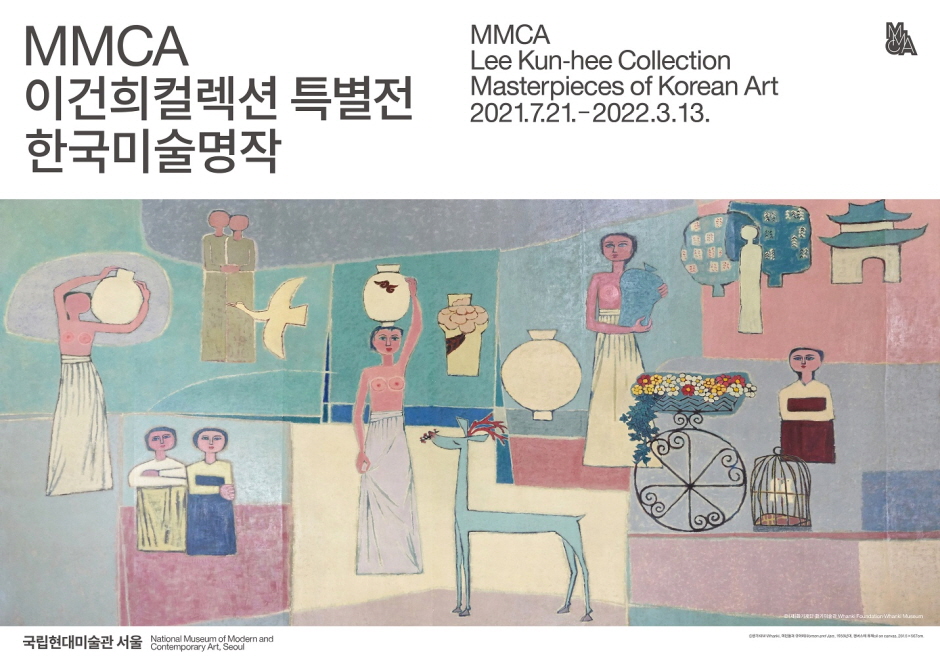 MMCA
이건희컬렉션 특별전
한국미술명작
MMCA
Lee Kun-hee Collection
Masterpieces of Korean Art
2021.7.21.–2022.3.13.
MMCA
Whanki Foundation·Whanki Museum
국립현대미술관 서울
National Museum of Modern and
Contemporary Art, Seoul